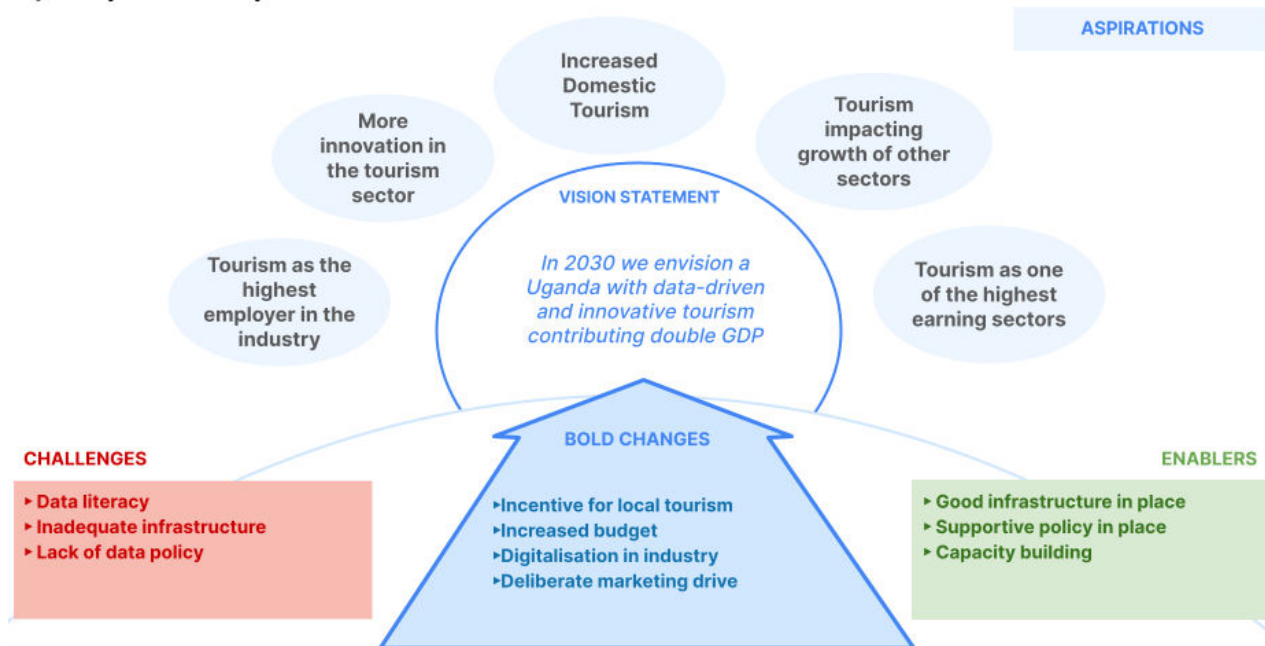 ASPIRATIONS
Increased
Domestic
Tourism
More
innovation in
the tourism
sector
Tourism
impacting
growth of other
sectors
Tourism as the
highest
employer in the
industry
Tourism as one
of the highest
earning sectors
VISION STATEMENT
In 2030 we envision a
Uganda with data-driven
and innovative tourism
contributing double GDP
BOLD CHANGES
▸Incentive for local tourism
▸Increased budget
▸Digitalisation in industry
▸Deliberate marketing drive
CHALLENGES
▸ Data literacy
▸ Inadequate infrastructure
▸ Lack of data policy
ENABLERS
▸ Good infrastructure in place
▸ Supportive policy in place
▸ Capacity building